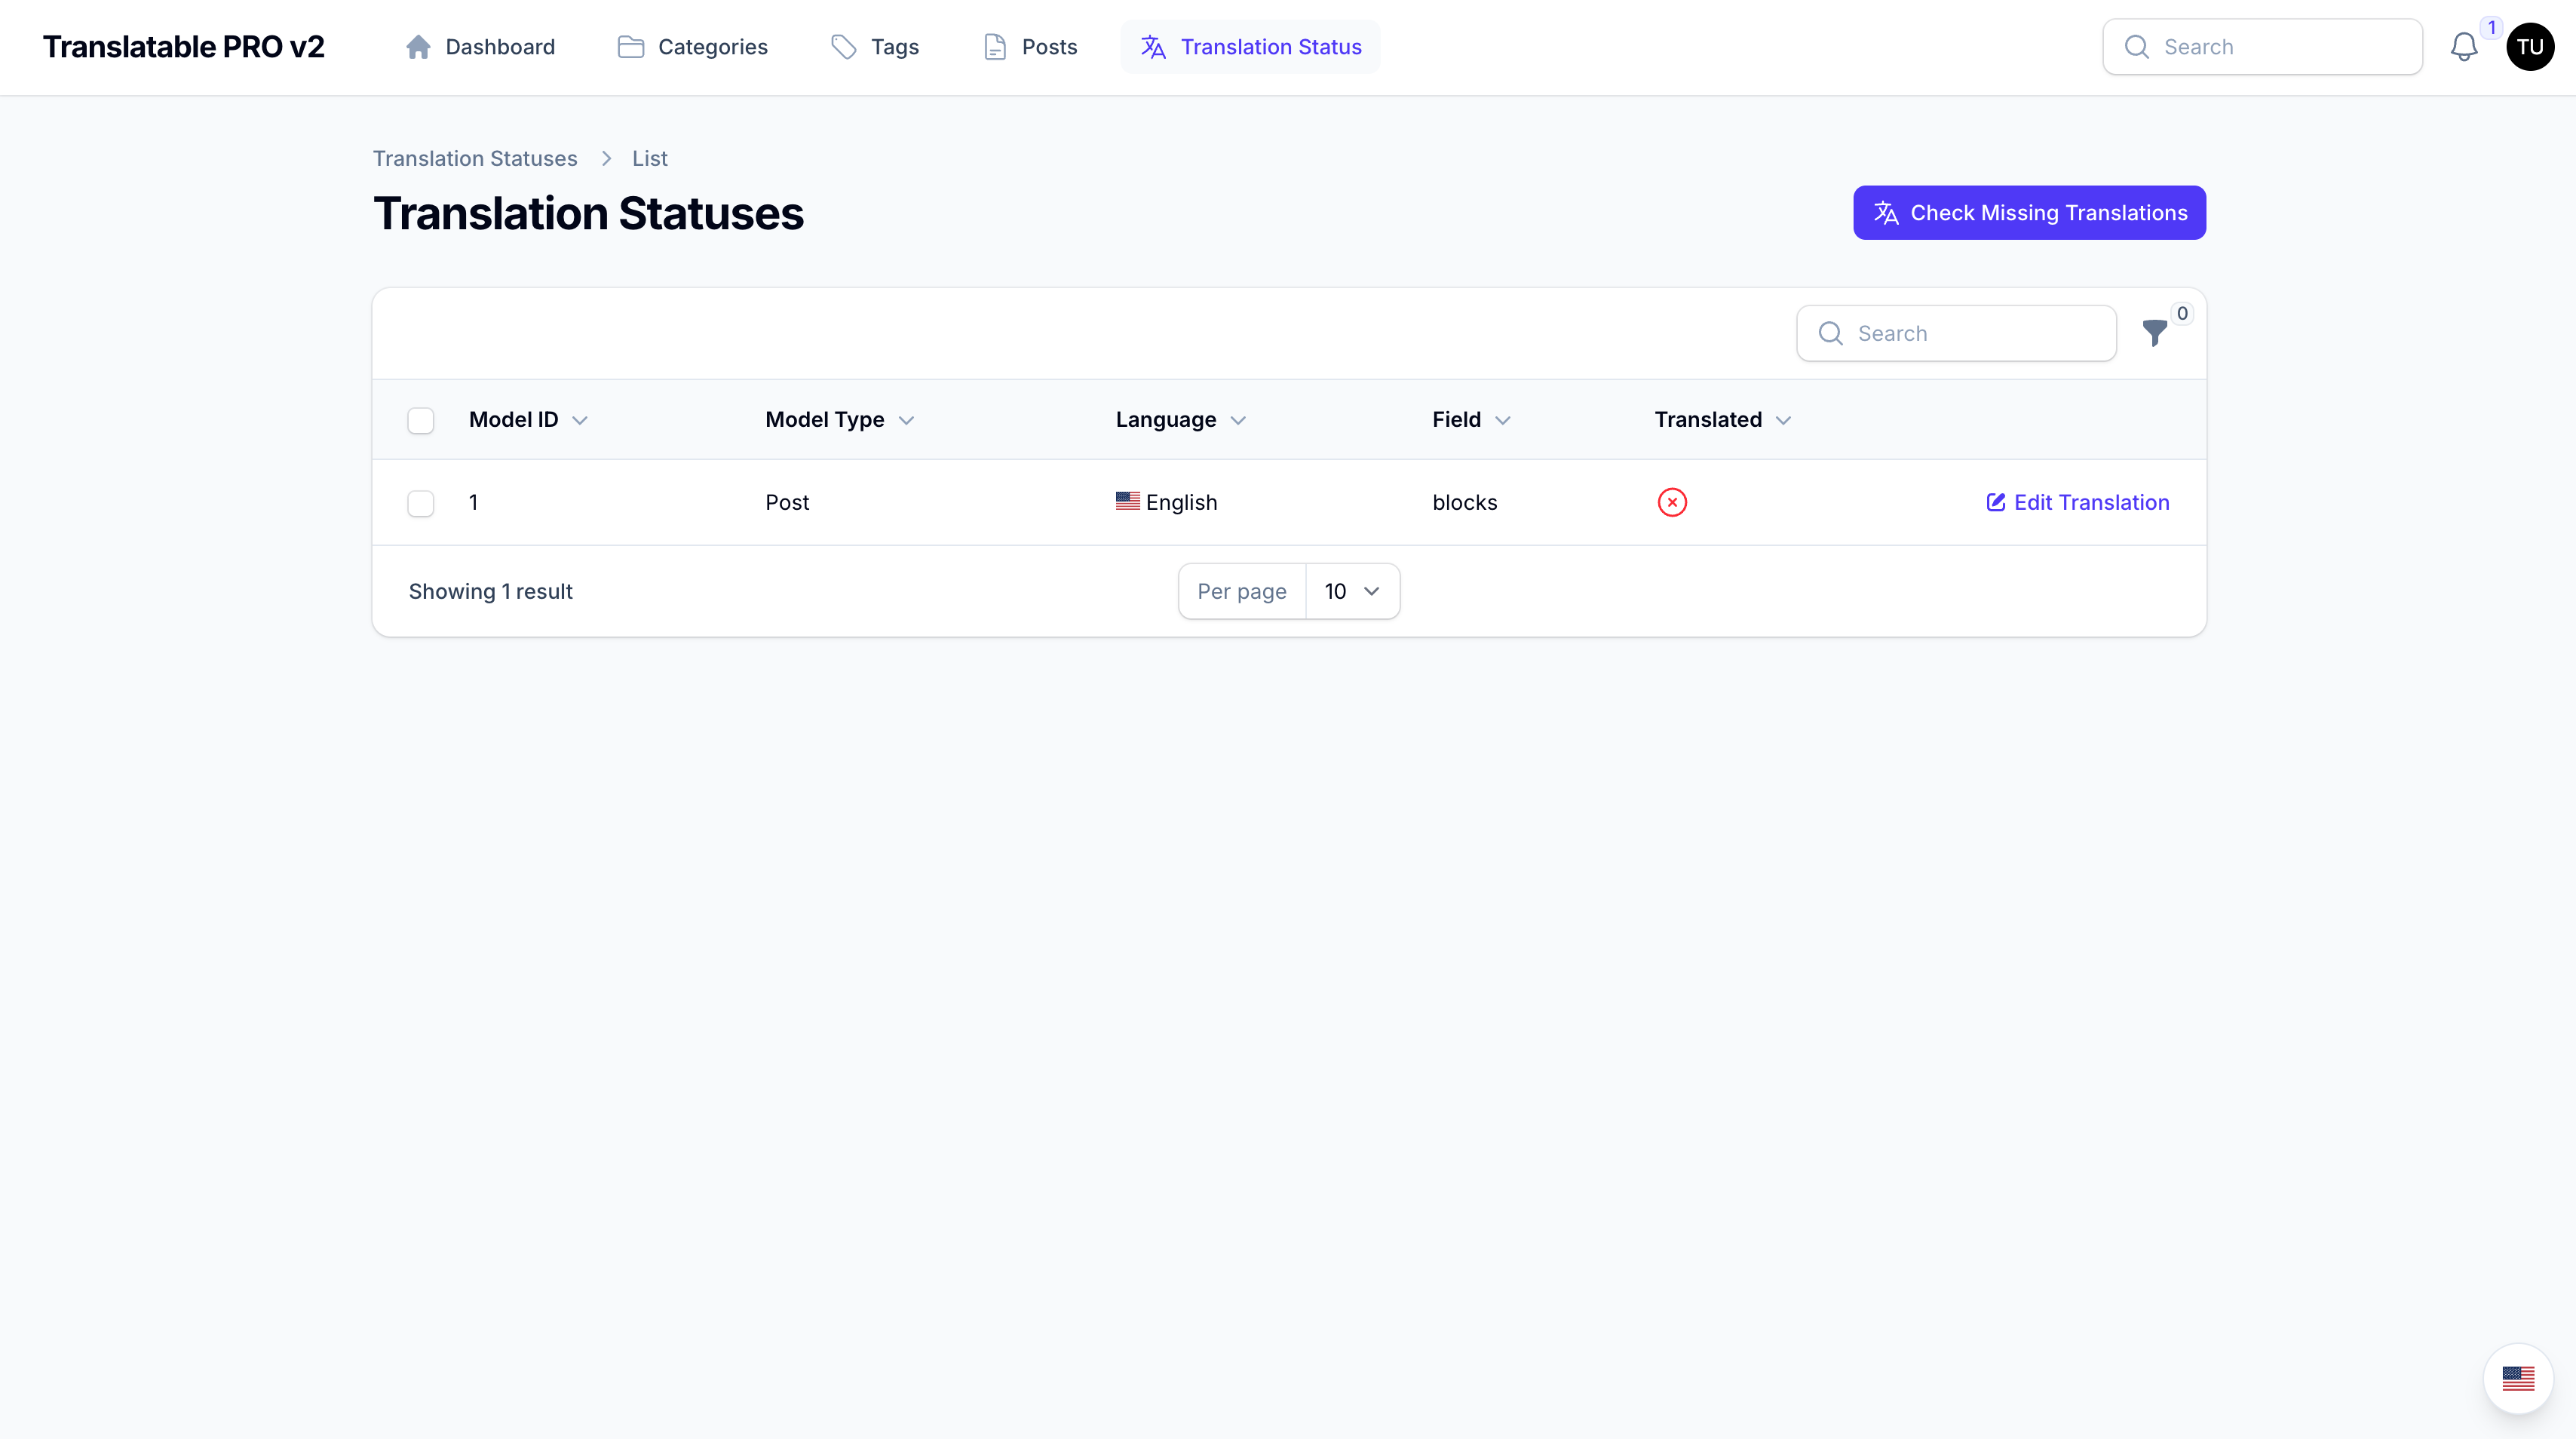 Translatable PRO v2 Dashboard Categories Tags Posts Translation Status Search 1 TU
Translation Statuses List
Translation Statuses Check Missing Translations
Search 0
Model ID Model Type Language Field Translated
1 Post English blocks Edit Translation
Showing 1 result Per page 10